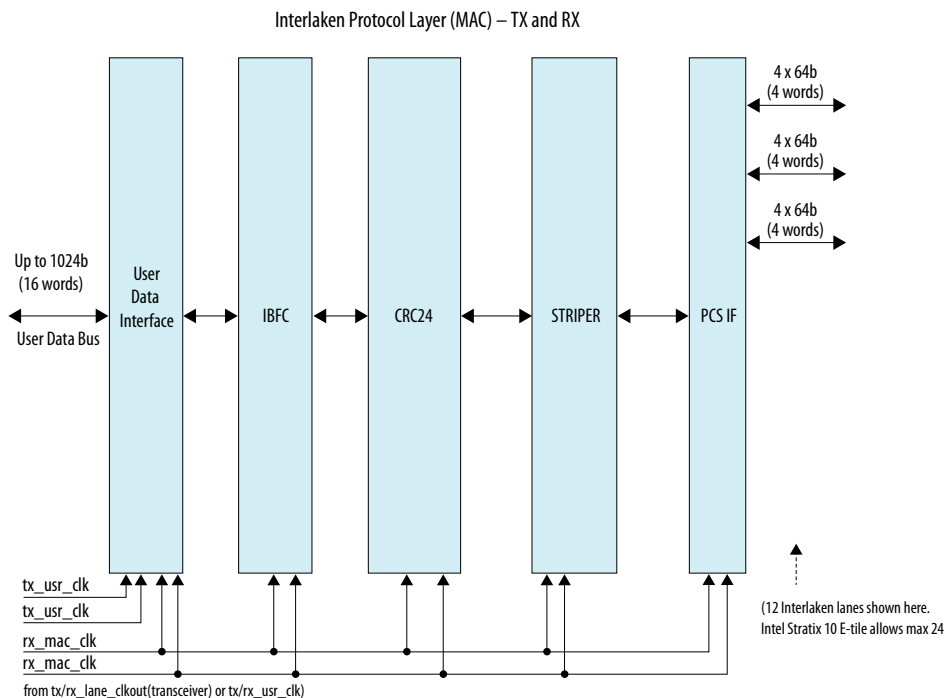 Interlaken Protocol Layer (MAC) – TX and RX
4 x 64b
(4 words)
4 x 64b
(4 words)
4 x 64b
(4 words)
Up to 1024b
(16 words)
User Data Bus
User
Data
Interface
IBFC
CRC24
STRIPER
PCS IF
tx_usr_clk
tx_usr_clk
rx_mac_clk
rx_mac_clk
from tx/rx_lane_clkout(transceiver) or tx/rx_usr_clk)
(12 Interlaken lanes shown here.
Intel Stratix 10 E-tile allows max 24